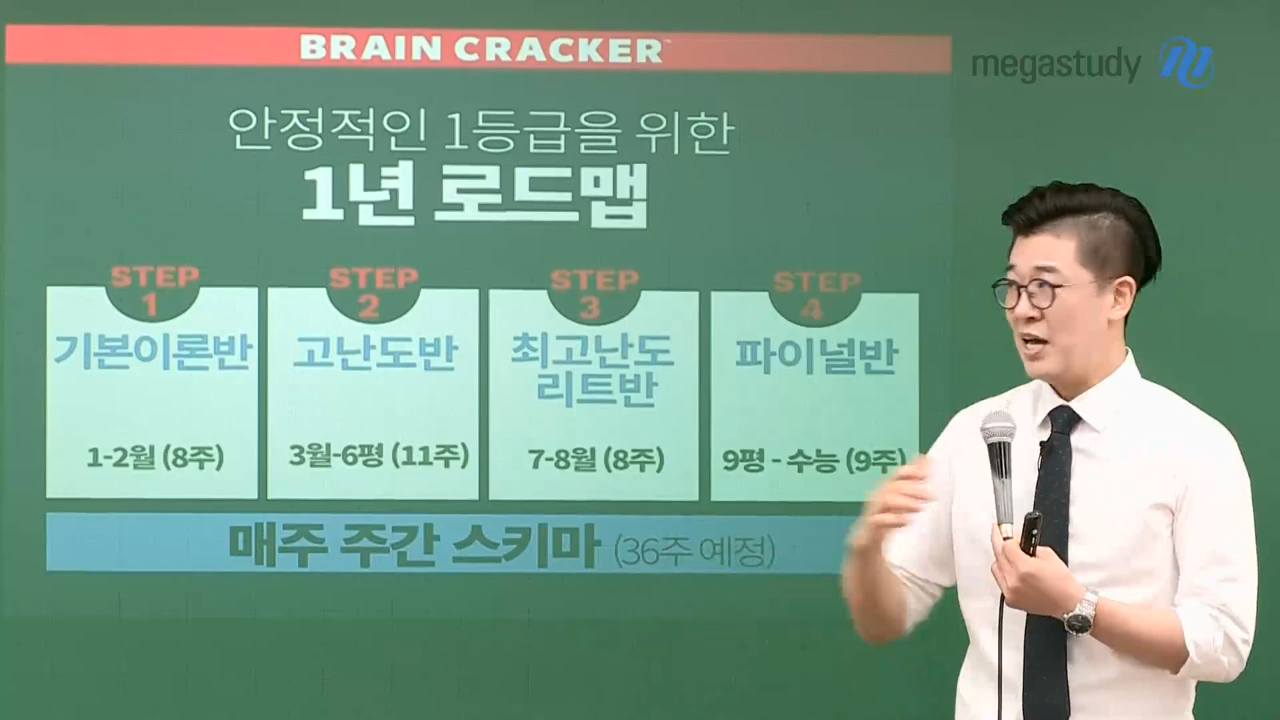 BRAIN CRACKER™
megastudy
안정적인 1등급을 위한
1년 로드맵
STEP
1
기본이론반
1-2월 (8주)
STEP
2
고난도반
3월-6평 (11주)
STEP
3
최고난도
리트반
7-8월 (8주)
STEP
4
파이널반
9평 - 수능 (9주)
매주 주간 스키마 (36주 예정)